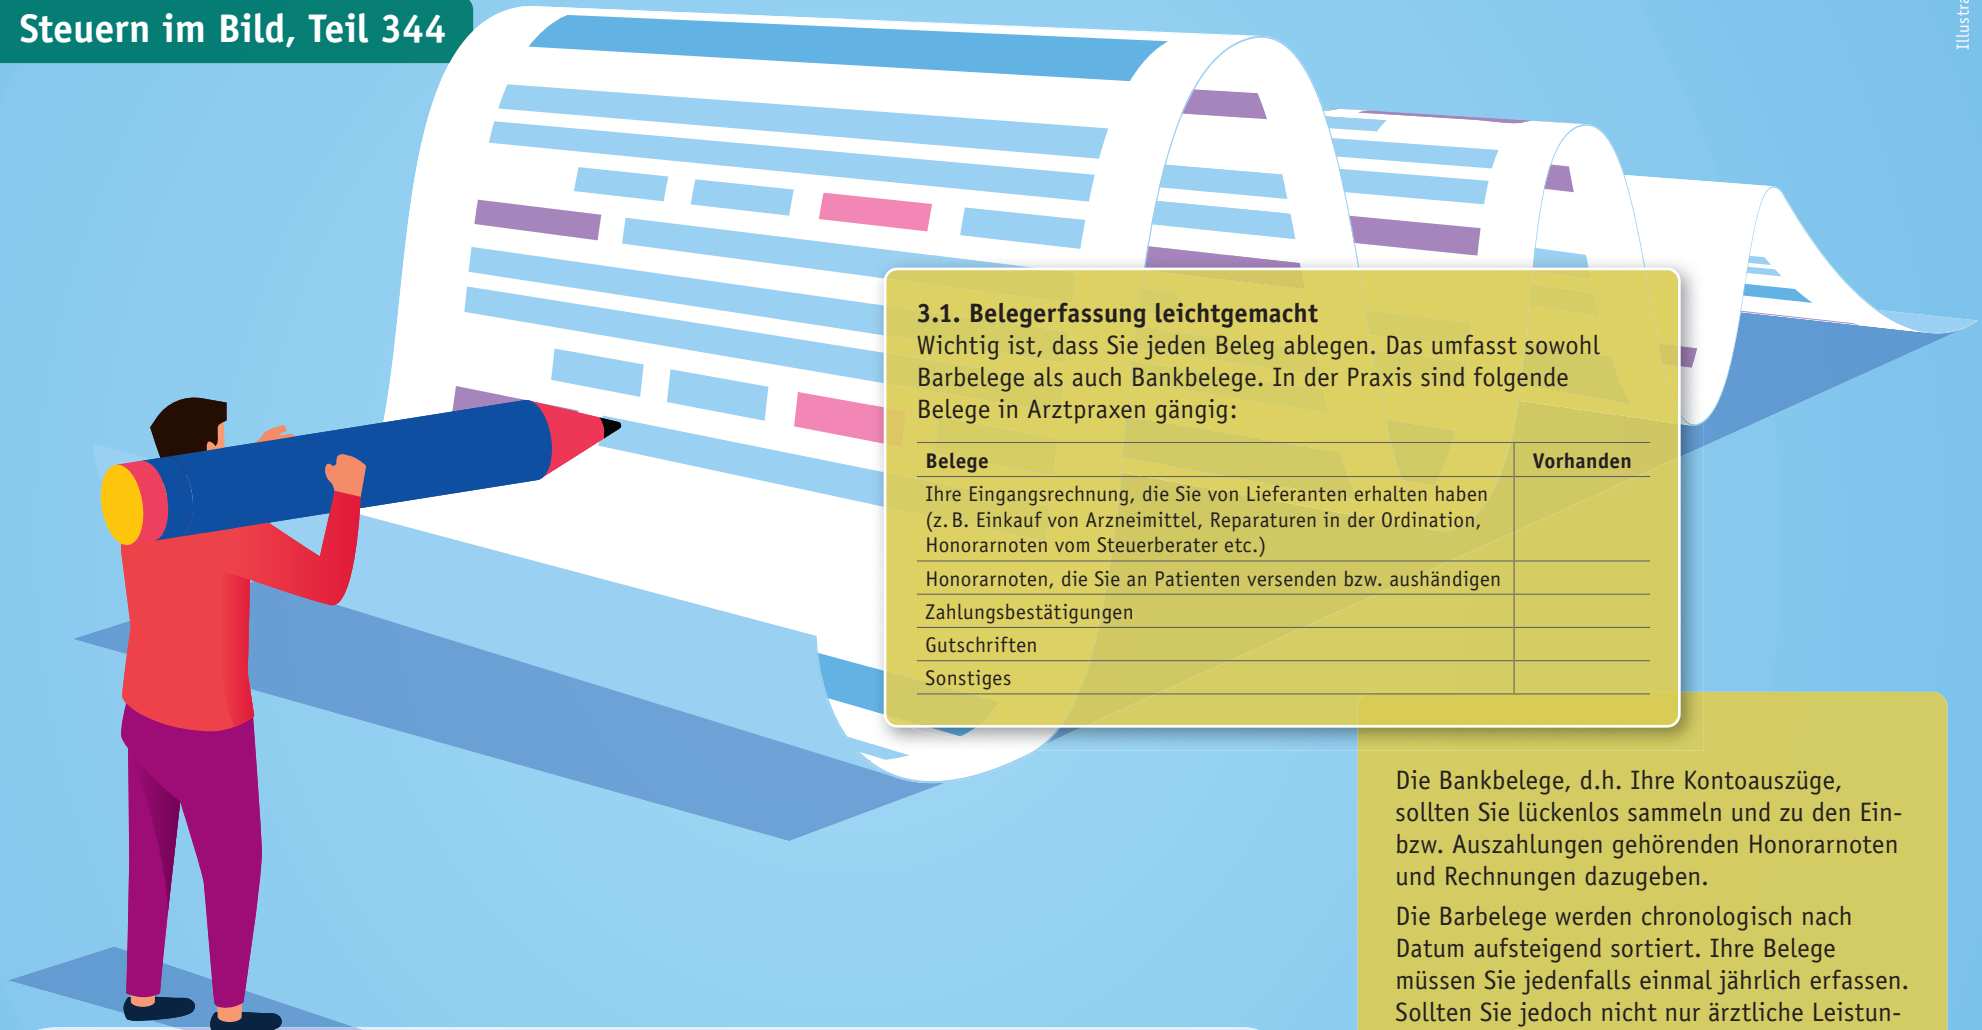 Steuern im Bild, Teil 344
3.1. Belegerfassung leichtgemacht
Wichtig ist, dass Sie jeden Beleg ablegen. Das umfasst sowohl
Barbelege als auch Bankbelege. In der Praxis sind folgende
Belege in Arztpraxen gängig:
Belege Vorhanden
Ihre Eingangsrechnung, die Sie von Lieferanten erhalten haben
(z. B. Einkauf von Arzneimittel, Reparaturen in der Ordination,
Honorarnoten vom Steuerberater etc.)
Honorarnoten, die Sie an Patienten versenden bzw. aushändigen
Zahlungsbestätigungen
Gutschriften
Sonstiges
Die Bankbelege, d.h. Ihre Kontoauszüge,
sollten Sie lückenlos sammeln und zu den Ein-
bzw. Auszahlungen gehörenden Honorarnoten
und Rechnungen dazugeben.
Die Barbelege werden chronologisch nach
Datum aufsteigend sortiert. Ihre Belege
müssen Sie jedenfalls einmal jährlich erfassen.
Sollten Sie jedoch nicht nur ärztliche Leistun-